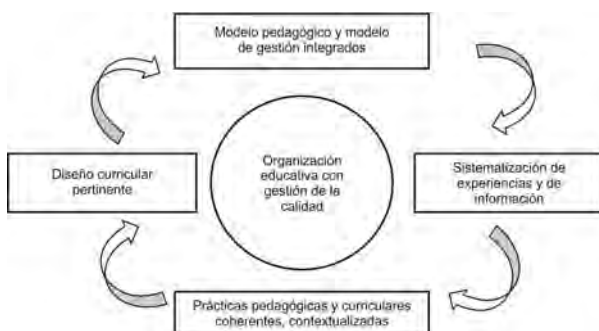 Modelo pedagógico y modelo
de gestión integrados
Diseño curricular
pertinente
Organización
educativa con
gestión de la
calidad
Sistematización de
experiencias y de
información
Prácticas pedagógicas y curriculares
coherentes, contextualizadas